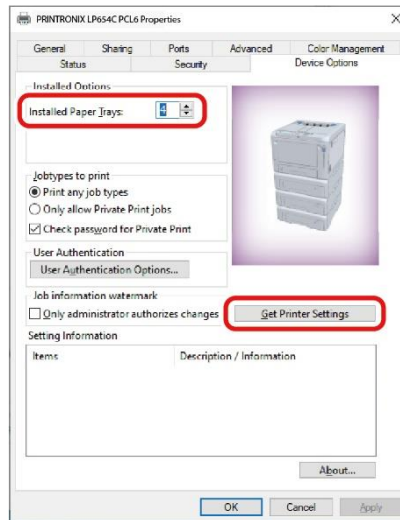 PRINTRONIX LP654C PCL6 Properties
General Sharing Ports Advanced Color Management
Status Security Device Options
Installed Options
Installed Paper Trays: 4
Jobtypes to print
Print any job types
Only allow Private Print jobs
Check password for Private Print
User Authentication
User Authentication Options...
Job information watermark
Only administrator authorizes changes Get Printer Settings
Setting Information
Items Description / Information
About...
OK Cancel Apply